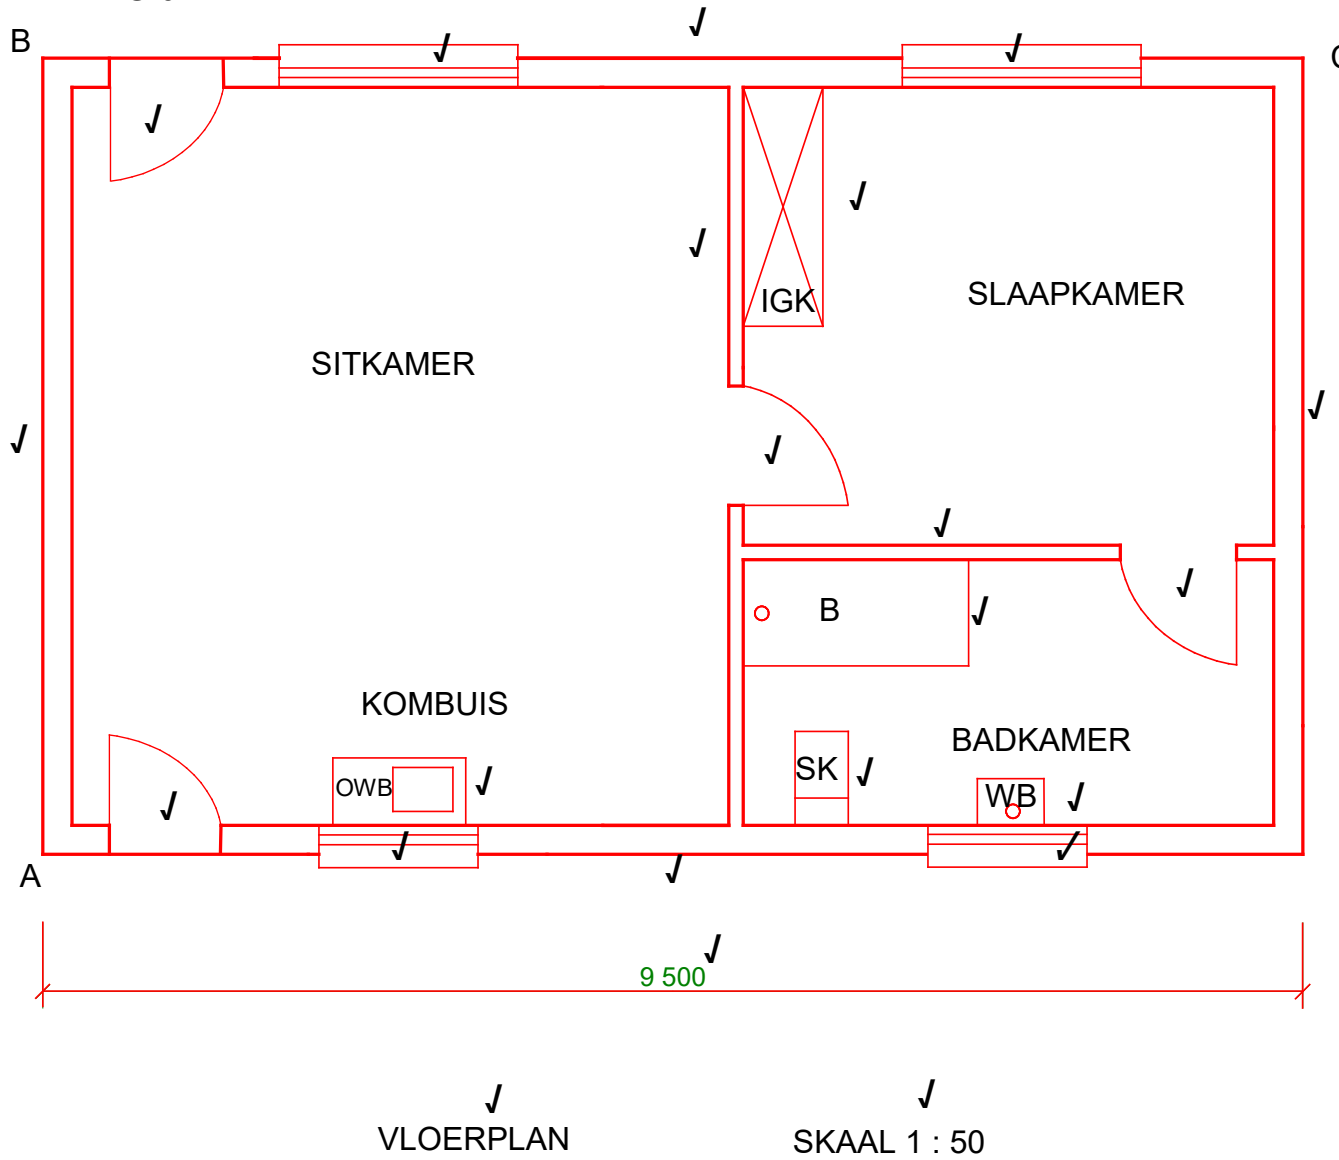 B
SITKAMER
IGK
SLAAPKAMER
B
KOMBUIS
OWB
SK
BADKAMER
WB
A
9 500
VLOERPLAN
SKAAL 1 : 50